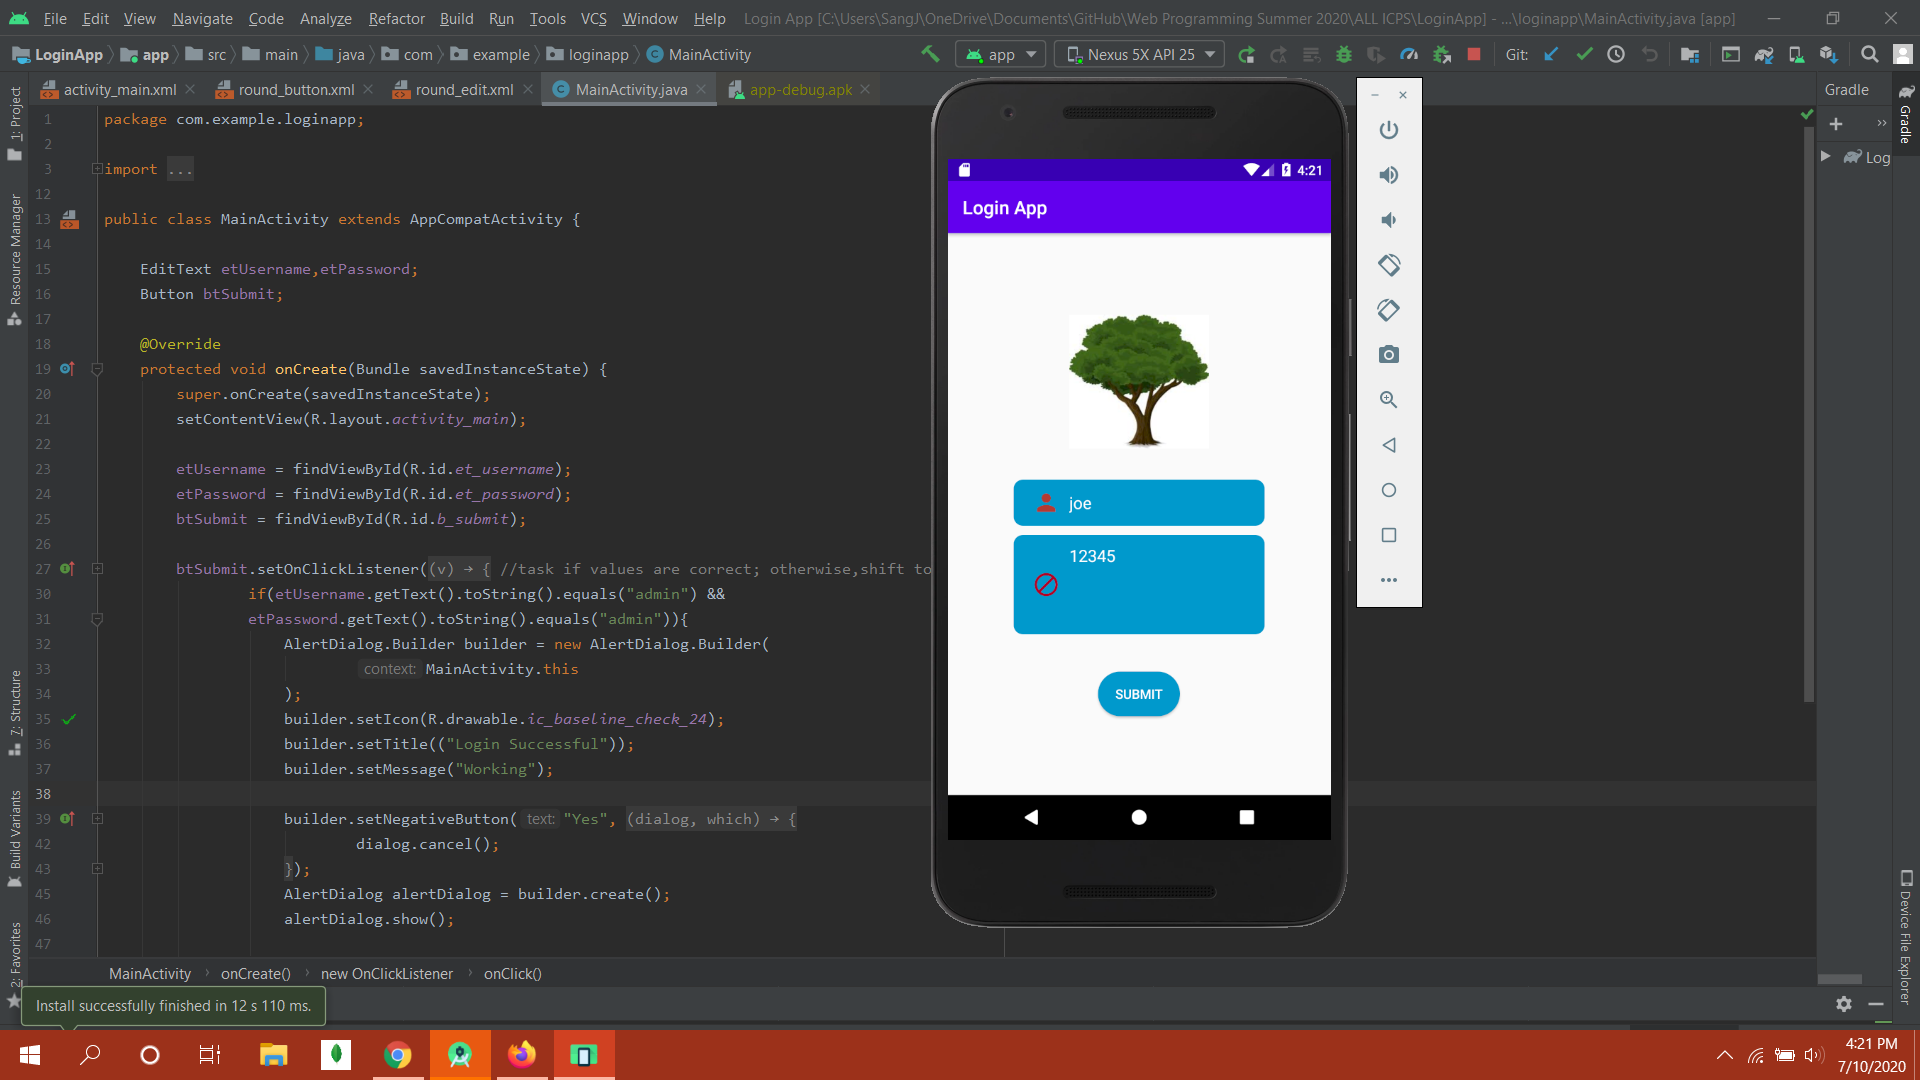 File Edit View Navigate Code Analyze Refactor Build Run Tools VCS Window Help Login App [C:\Users\SangJ\OneDrive\Documents\GitHub\Web Programming Summer 2020\ALL ICPS\LoginApp] - ...\loginapp\MainActivity.java [app]
LoginApp app src main java com example loginapp MainActivity app Nexus 5X API 25 Git:
activity_main.xml round_button.xml round_edit.xml MainActivity.java app-debug.apk
Gradle
Log
Gradle
Device File Explorer
1: Project
Resource Manager
7: Structure
Build Variants
2: Favorites
1 package com.example.loginapp;
2
3 import ...
12
13 public class MainActivity extends AppCompatActivity {
14
15 EditText etUsername,etPassword;
16 Button btSubmit;
17
18 @Override
19 protected void onCreate(Bundle savedInstanceState) {
20 super.onCreate(savedInstanceState);
21 setContentView(R.layout.activity_main);
22
23 etUsername = findViewById(R.id.et_username);
24 etPassword = findViewById(R.id.et_password);
25 btSubmit = findViewById(R.id.b_submit);
26
27 btSubmit.setOnClickListener((v) → { //task if values are correct; otherwise,shift to
30 if(etUsername.getText().toString().equals("admin") &&
31 etPassword.getText().toString().equals("admin")){
32 AlertDialog.Builder builder = new AlertDialog.Builder(
33 context: MainActivity.this
34 );
35 builder.setIcon(R.drawable.ic_baseline_check_24);
36 builder.setTitle(("Login Successful"));
37 builder.setMessage("Working");
38
39 builder.setNegativeButton( text: "Yes", (dialog, which) → {
42 dialog.cancel();
43 });
45 AlertDialog alertDialog = builder.create();
46 alertDialog.show();
47
4:21
Login App
joe
12345
SUBMIT
MainActivity onCreate() new OnClickListener onClick()
Install successfully finished in 12 s 110 ms.
4:21 PM
7/10/2020